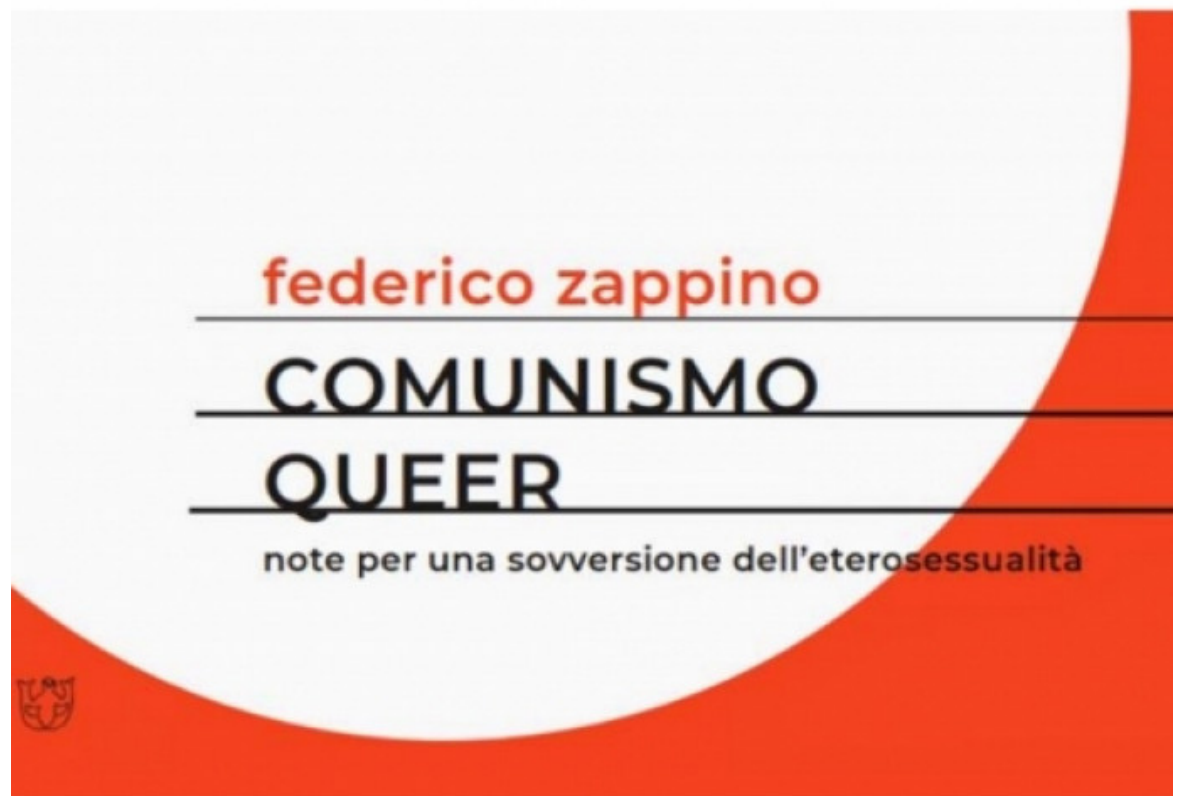 federico zappino
COMUNISMO
QUEER
note per una sovversione dell'eterosessualità